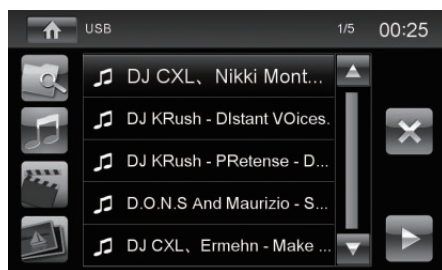 USB 1/5 00:25
DJ CXL、Nikki Mont...
DJ KRush - DIstant VOices.
DJ KRush - PRetense - D...
D.O.N.S And Maurizio - S...
DJ CXL、Ermehn - Make ...